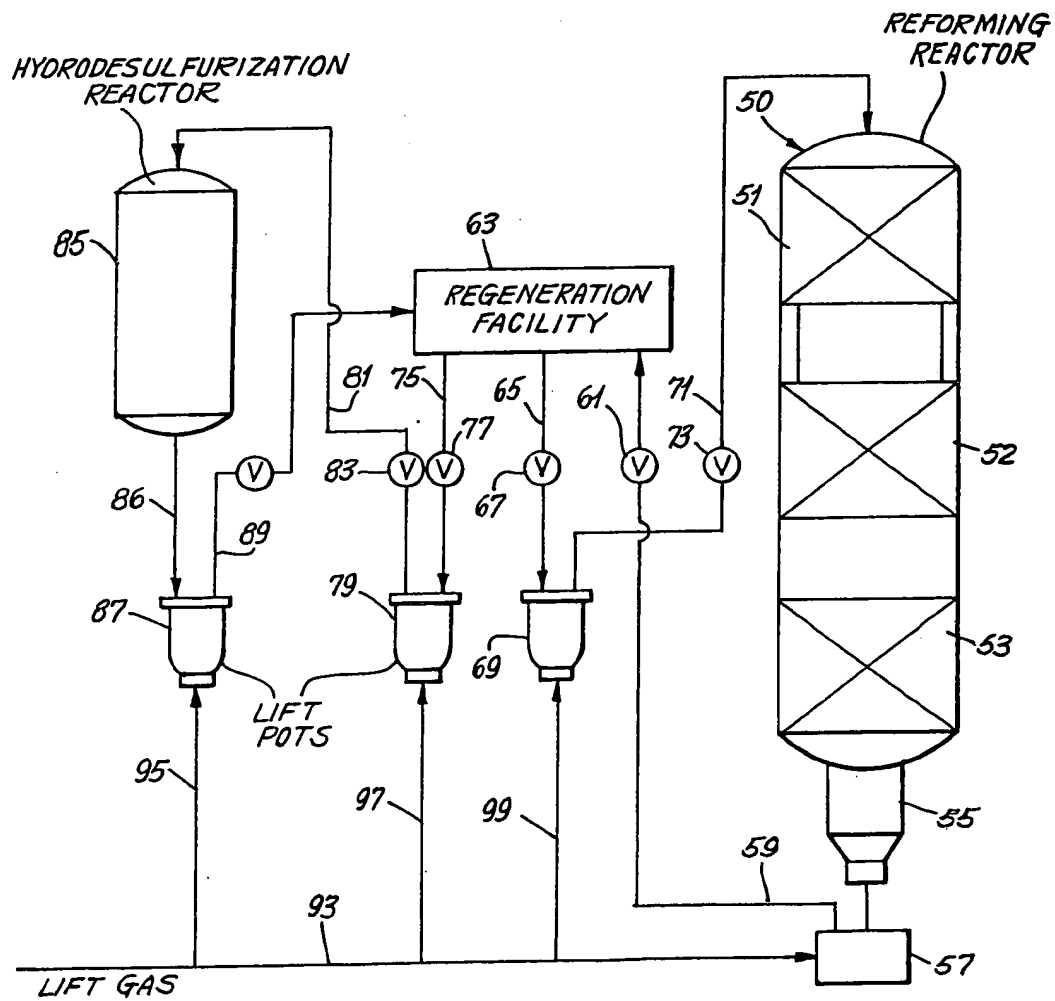 REFORMING
REACTOR
HYDRODESULFURIZATION
REACTOR
50
51
63
85
REGENERATION
FACILITY
81
75
65
61
71
77
73
83
67
52
86
89
79
87
69
53
LIFT
POTS
95
97
99
55
59
93
57
LIFT GAS
V
V
V
V
V
V